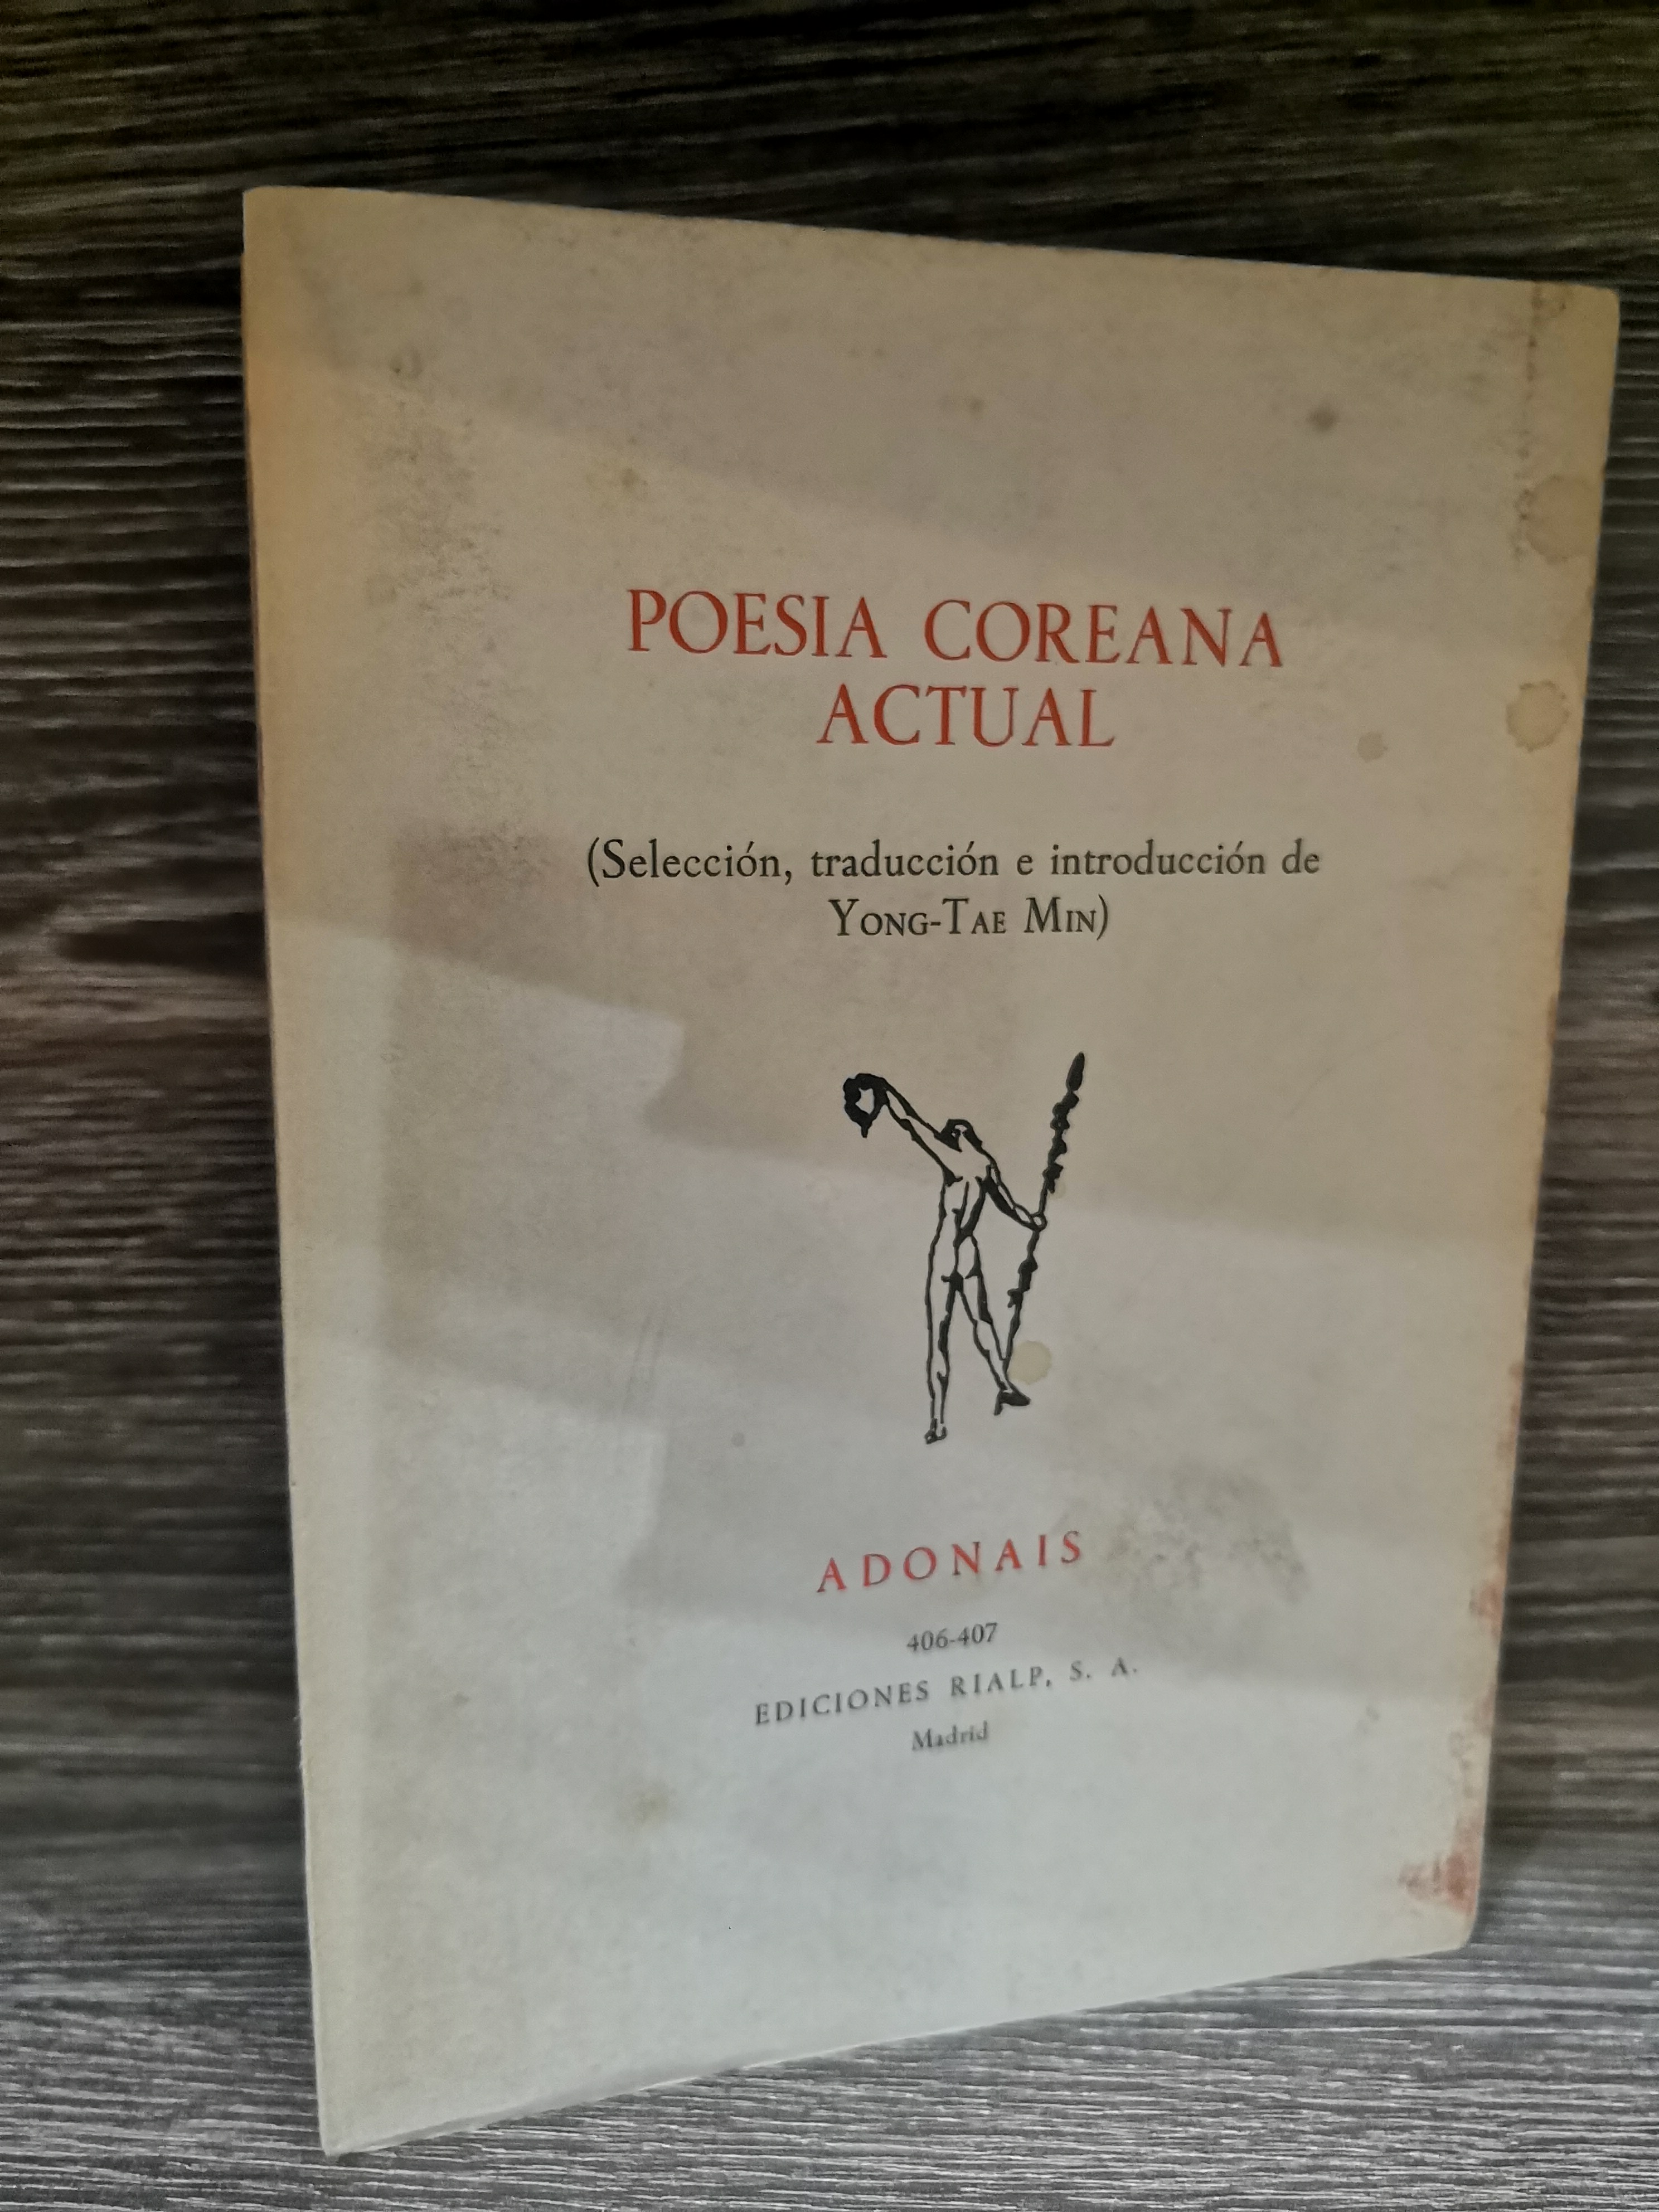 POESIA COREANA
ACTUAL
(Selección, traducción e introducción de
YONG-TAE MIN)
ADONAIS
406-407
EDICIONES RIALP, S. A.
Madrid